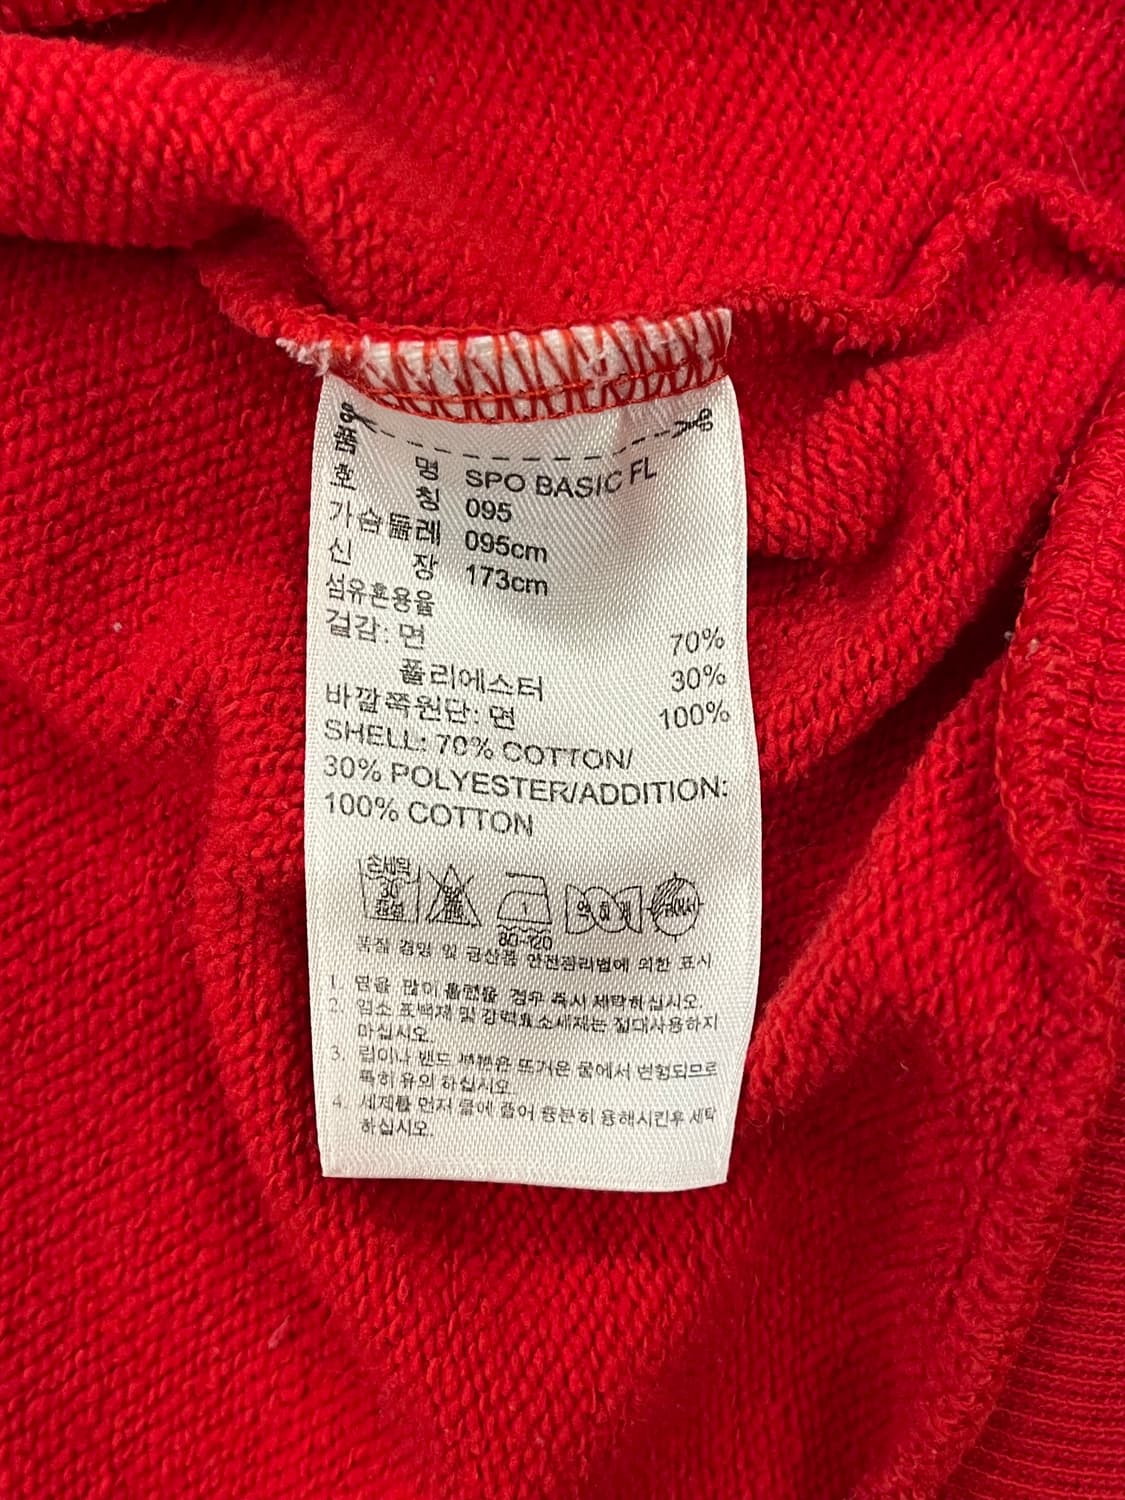 품 명 SPO BASIC FL
호 칭 095
가슴둘레 095cm
신 장 173cm
섬유혼용율
겉감: 면 70%
폴리에스터 30%
바깥쪽원단: 면 100%
SHELL: 70% COTTON/
30% POLYESTER/ADDITION:
100% COTTON
손세탁 30 중성
80-120
품질 경영 및 공산품 안전관리법에 의한 표시
1. 땀을 많이 흘렸을 경우 즉시 세탁하십시오.
2. 염소 표백제 및 강력효소세제는 절대사용하지
마십시오.
3. 립이나 밴드 부분은 뜨거운 물에서 변형되므로
특히 유의 하십시오.
4. 세제를 먼저 물에 풀어 충분히 용해시킨후 세탁
하십시오.